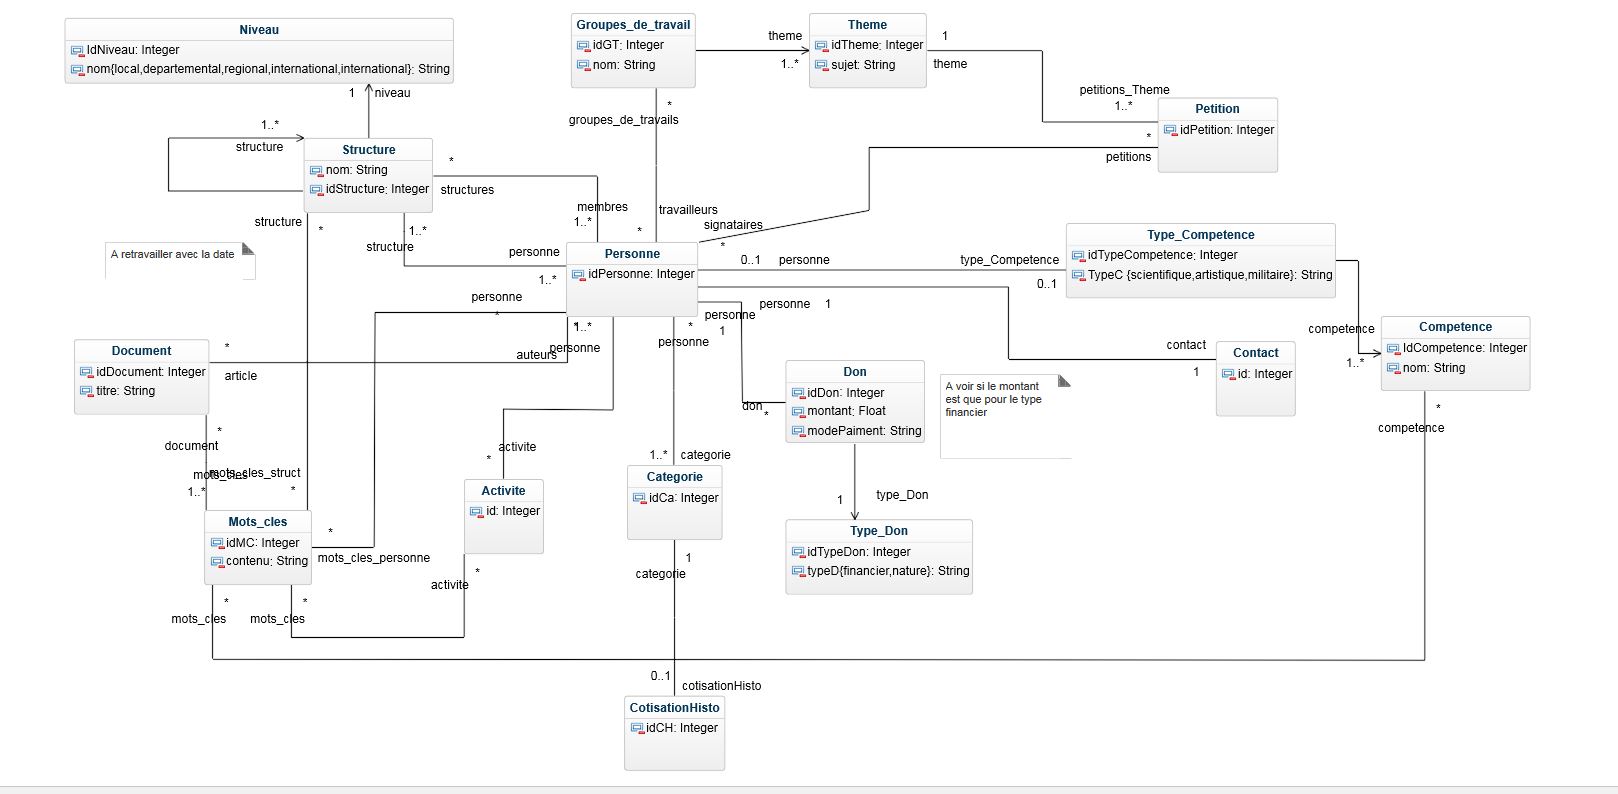 Niveau
IdNiveau: Integer
nom{local,departemental,regional,international,international}: String
1 niveau
Groupes_de_travail
idGT: Integer
nom: String
theme
1..*
Theme
idTheme: Integer
sujet: String
1
theme
petitions_Theme
1..*
Petition
idPetition: Integer
*
petitions
*
groupes_de_travails
1..*
structure
Structure
nom: String
idStructure: Integer
*
structures
membres
1..*
travailleurs
*
signataires
*
structure
*
1..*
structure
A retravailler avec la date
personne
1..*
Personne
idPersonne: Integer
0..1 personne
type_Competence
0..1
Type_Competence
idTypeCompetence: Integer
TypeC {scientifique,artistique,militaire}: String
competence
1..*
Competence
IdCompetence: Integer
nom: String
*
competence
personne
*
*
1..*
auteurs
personne
*
personne
personne
1
personne 1
contact
1
Contact
id: Integer
Document
idDocument: Integer
titre: String
*
article
Don
idDon: Integer
montant: Float
modePaiment: String
don
*
A voir si le montant
est que pour le type
financier
activite
*
1..* categorie
*
document
mots_cles
mots_cles_struct
1..*
*
Activite
id: Integer
Categorie
idCa: Integer
1
type_Don
Type_Don
idTypeDon: Integer
typeD{financier,nature}: String
Mots_cles
idMC: Integer
contenu: String
*
mots_cles_personne
*
activite
1
categorie
*
mots_cles
*
mots_cles
0..1
cotisationHisto
CotisationHisto
idCH: Integer